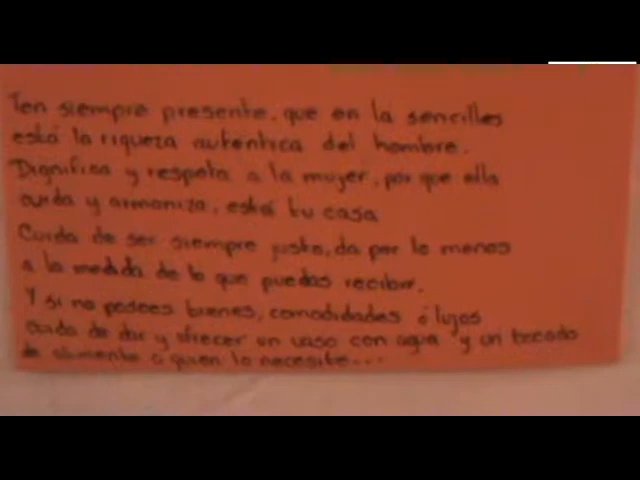 Ten siempre presente, que en la sencilles
está la riqueza auténtica del hombre.
Dignifica y respeta a la mujer, por que ella
cuida y armoniza, está tu casa
Cuida de ser siempre justo, da por lo menos
a la medida de lo que puedas recibir.
Y si no posees bienes, comodidades ó lujos
cuida de dar y ofrecer un vaso con agua y un bocado
de alimento a quien lo necesite...